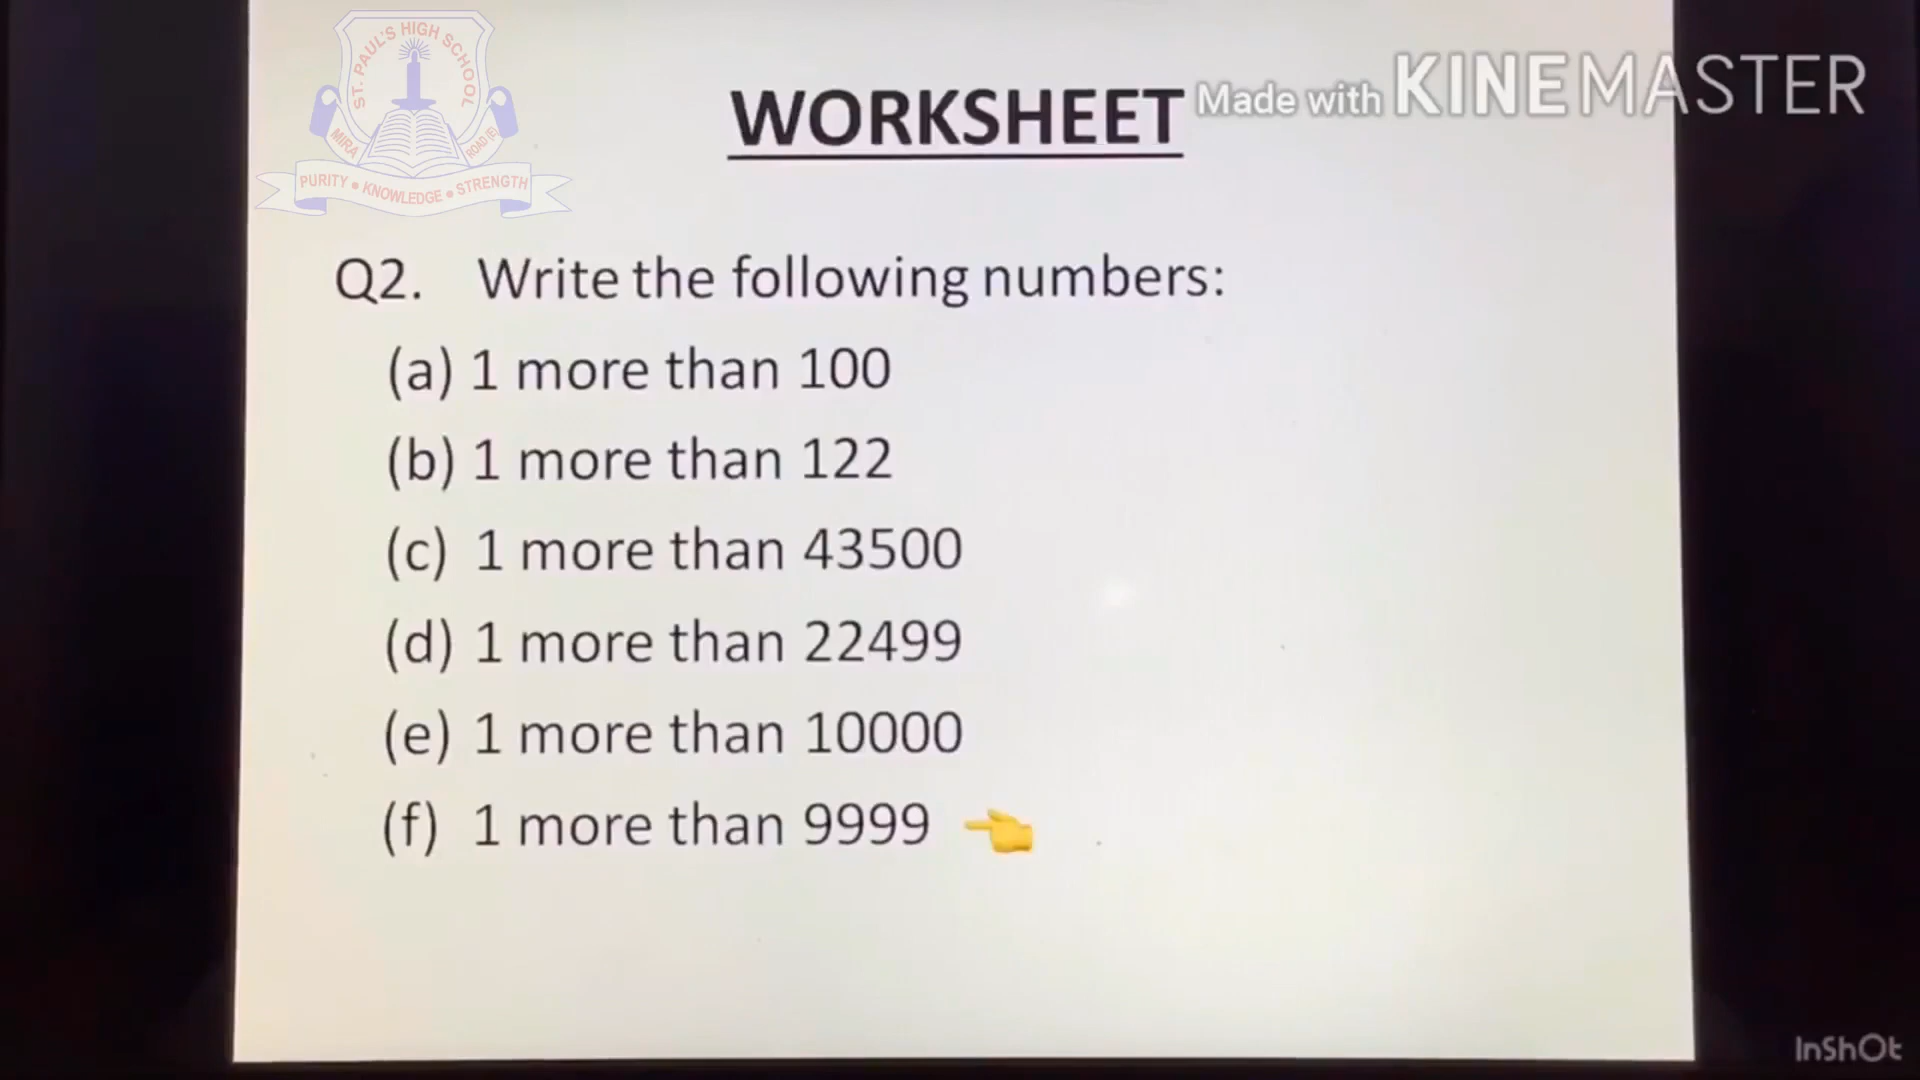 ST. PAUL'S HIGH SCHOOL
MIRA ROAD (E)
PURITY • KNOWLEDGE • STRENGTH
WORKSHEET
Made with KINEMASTER
Q2. Write the following numbers:
(a) 1 more than 100
(b) 1 more than 122
(c) 1 more than 43500
(d) 1 more than 22499
(e) 1 more than 10000
(f) 1 more than 9999
InShOt